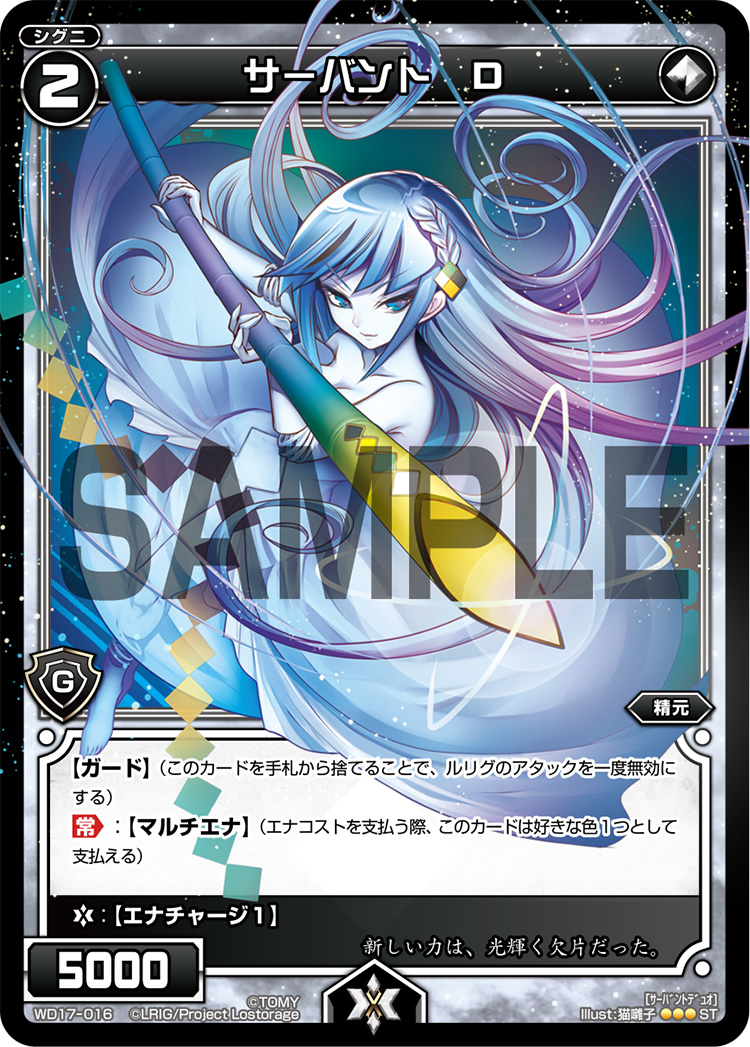 シグニ
2
サーバント　D
SAMPLE
G
精元
【ガード】（このカードを手札から捨てることで、ルリグのアタックを一度無効に
する）
常：【マルチエナ】（エナコストを支払う際、このカードは好きな色１つとして
支払える）
：【エナチャージ１】
新しい力は、光輝く欠片だった。
5000
©TOMY
WD17-016 ©LRIG/Project Lostorage
[サーバントデュオ]
Illust:猫囃子 ST